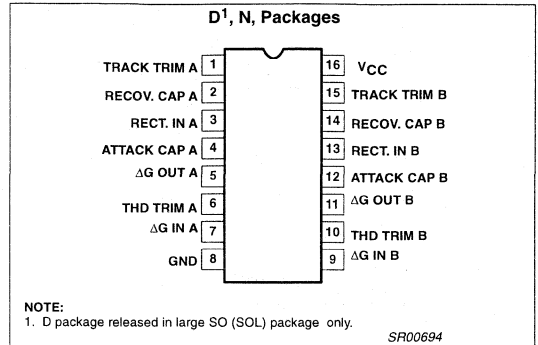 D¹, N, Packages
TRACK TRIM A 1 16 VCC
RECOV. CAP A 2 15 TRACK TRIM B
RECT. IN A 3 14 RECOV. CAP B
ATTACK CAP A 4 13 RECT. IN B
ΔG OUT A 5 12 ATTACK CAP B
THD TRIM A 6 11 ΔG OUT B
ΔG IN A 7 10 THD TRIM B
GND 8 9 ΔG IN B
NOTE:
1. D package released in large SO (SOL) package only.
SR00694